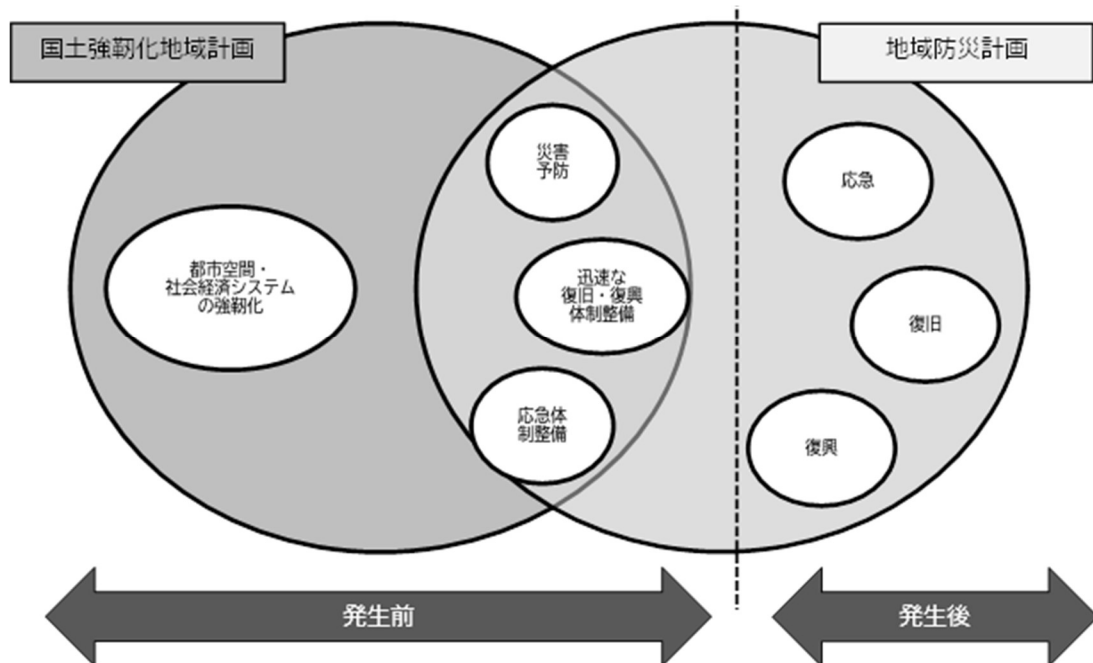 国土強靭化地域計画
地域防災計画
災害
予防
応急
都市空間・
社会経済システム
の強靭化
迅速な
復旧・復興
体制整備
復旧
応急体
制整備
復興
発生前
発生後